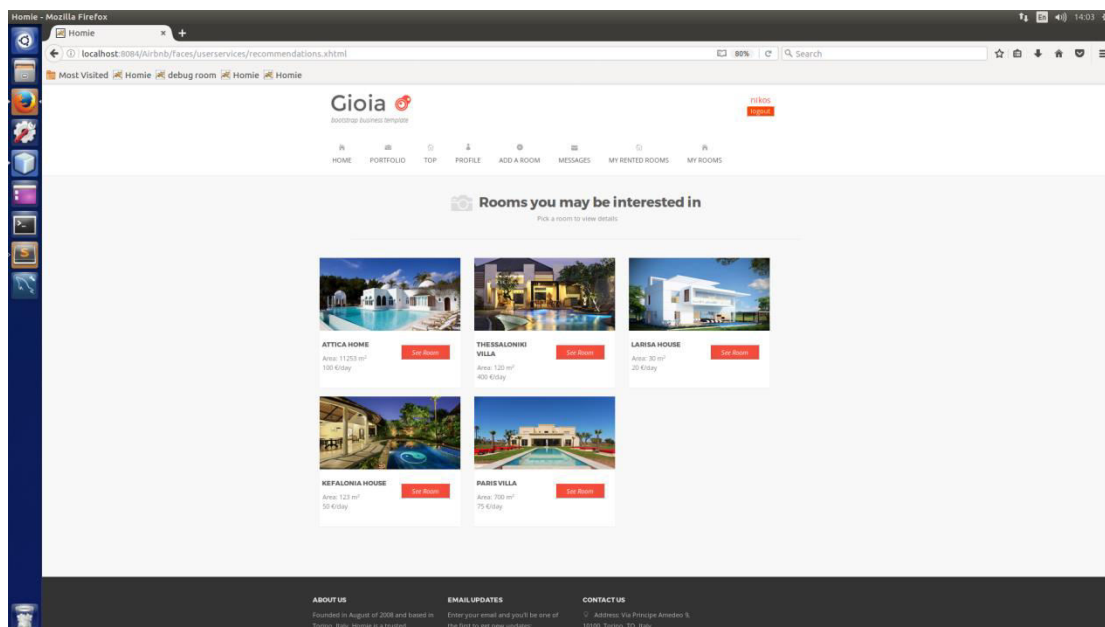 Homie - Mozilla Firefox
En
14:03
Homie
localhost:8084/Airbnb/faces/userservices/recommendations.xhtml
80%
Search
Most Visited
Homie
debug room
Homie
Homie
Gioia
bootstrap business template
nikos
logout
HOME
PORTFOLIO
TOP
PROFILE
ADD A ROOM
MESSAGES
MY RENTED ROOMS
MY ROOMS
Rooms you may be interested in
Pick a room to view details
ATTICA HOME
Area: 11253 m²
100 €/day
See Room
THESSALONIKI
VILLA
Area: 120 m²
400 €/day
See Room
LARISA HOUSE
Area: 30 m²
20 €/day
See Room
KEFALONIA HOUSE
Area: 123 m²
50 €/day
See Room
PARIS VILLA
Area: 700 m²
75 €/day
See Room
ABOUT US
Founded in August of 2008 and based in
Torino, Italy, Homie is a trusted
EMAIL UPDATES
Enter your email and you'll be one of
the first to get new updates:
CONTACT US
Address: Via Principe Amedeo 9,
10100, Torino, TO, Italy